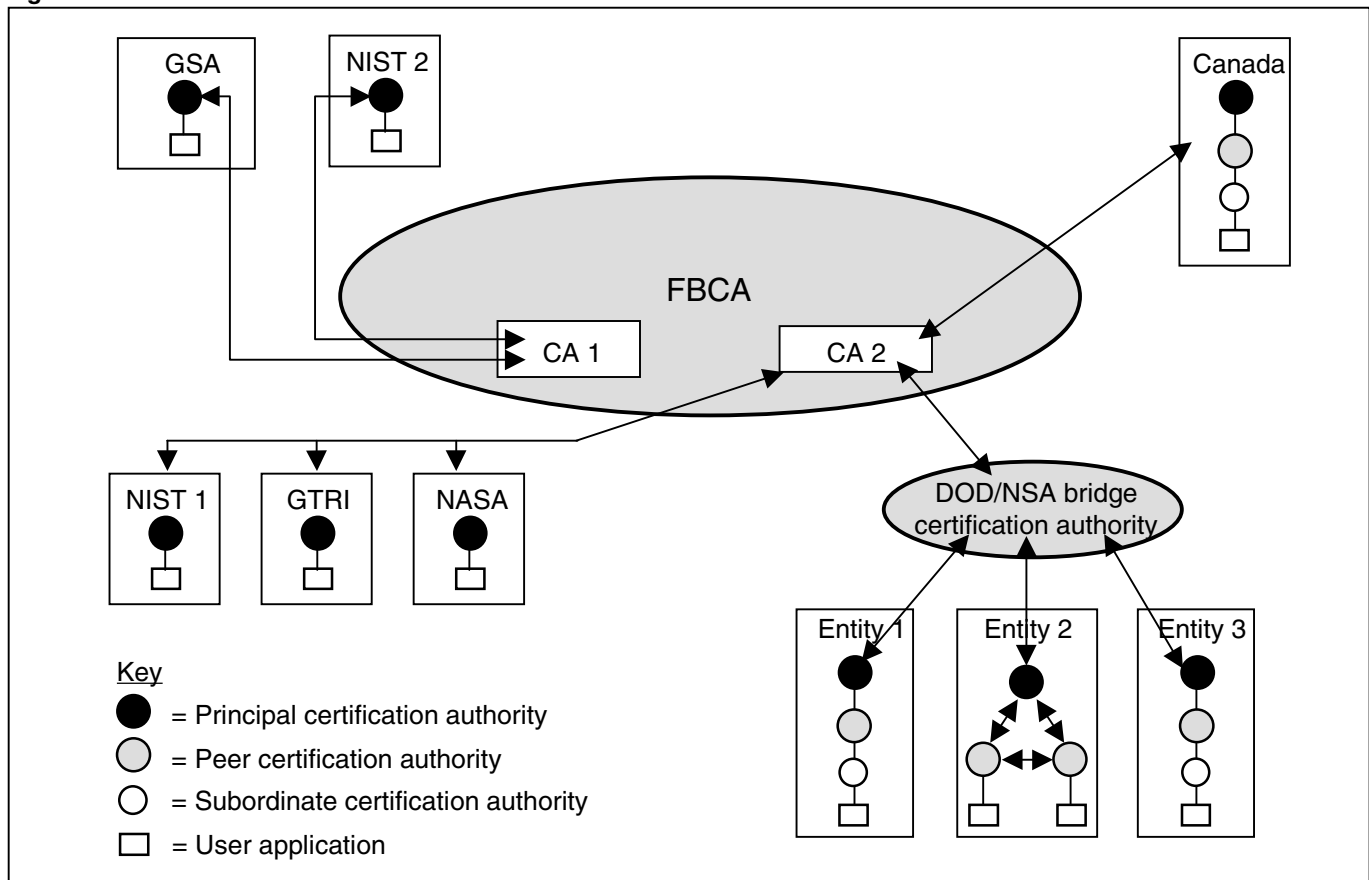 GSA
NIST 2
Canada
FBCA
CA 1
CA 2
NIST 1
GTRI
NASA
DOD/NSA bridge
certification authority
Entity 1
Entity 2
Entity 3
Key
= Principal certification authority
= Peer certification authority
= Subordinate certification authority
= User application